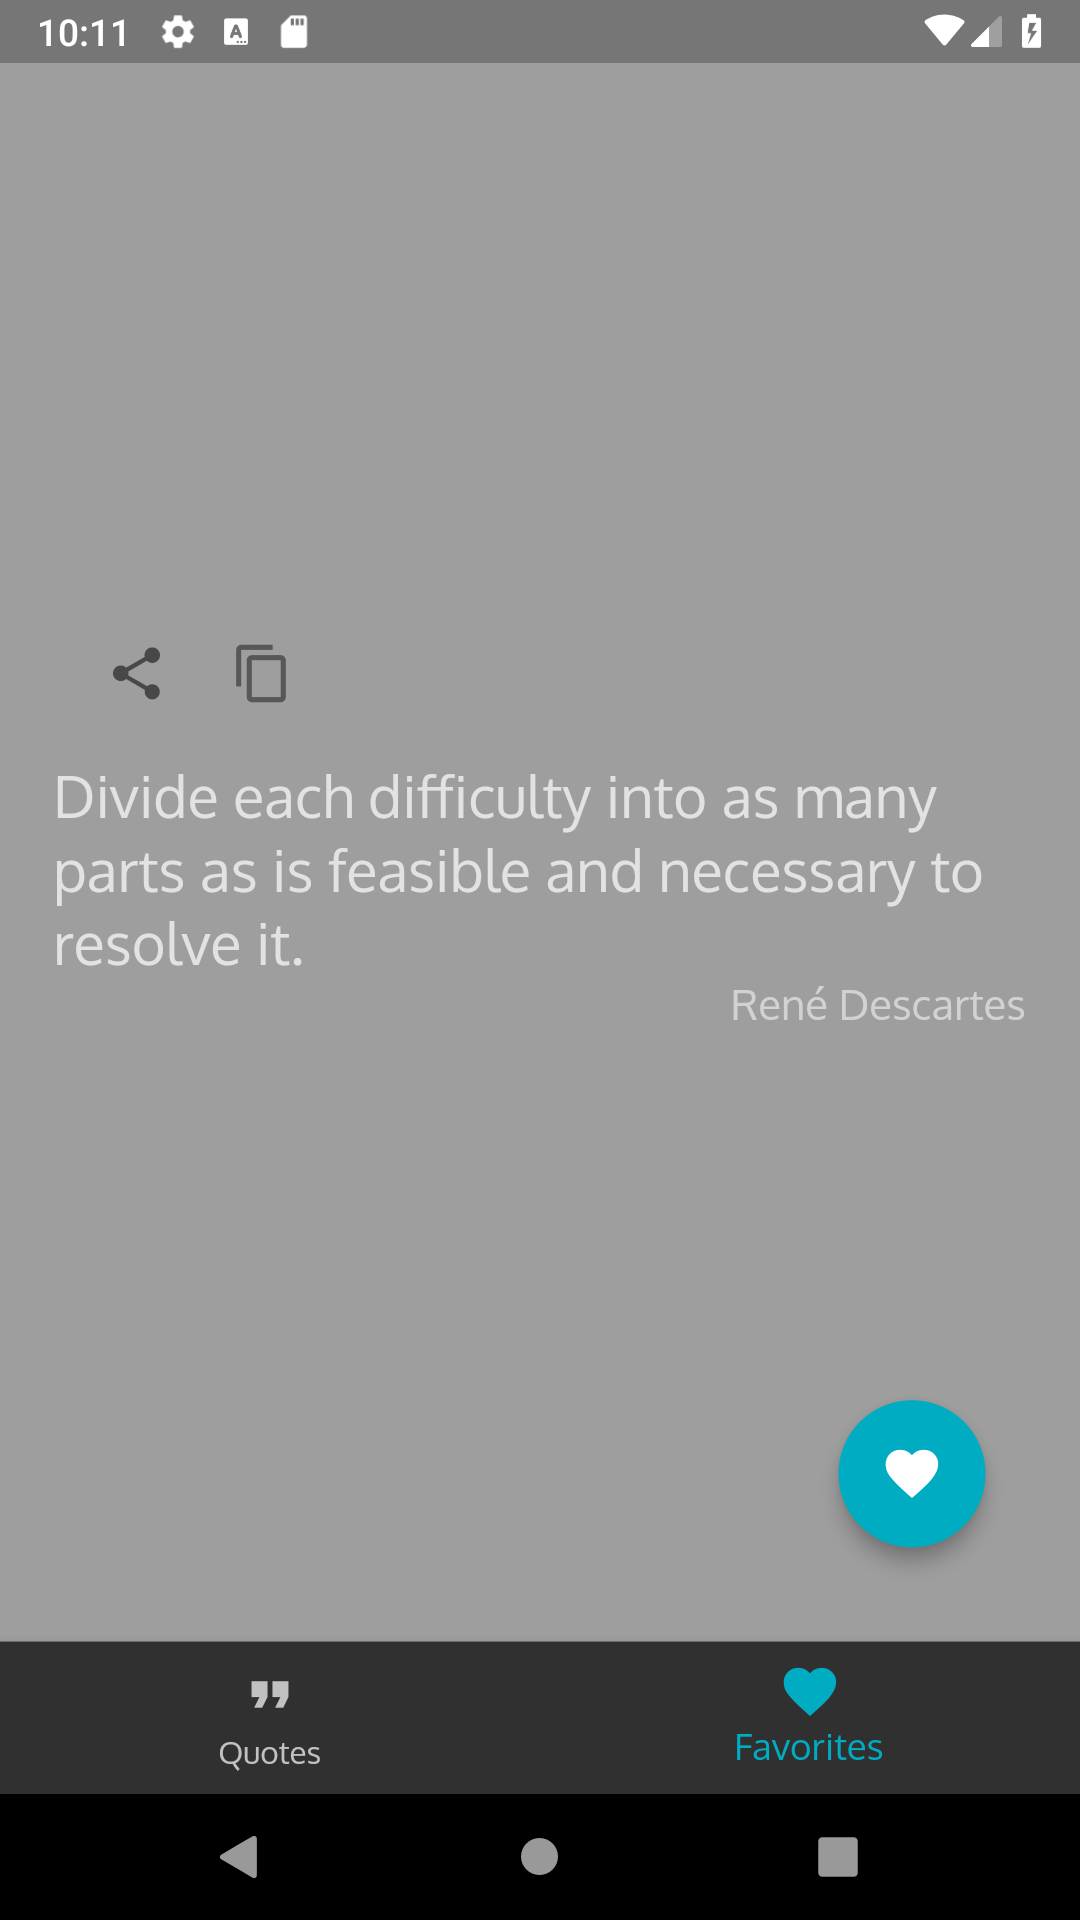 10:11
Divide each difficulty into as many
parts as is feasible and necessary to
resolve it.
René Descartes
Quotes
Favorites